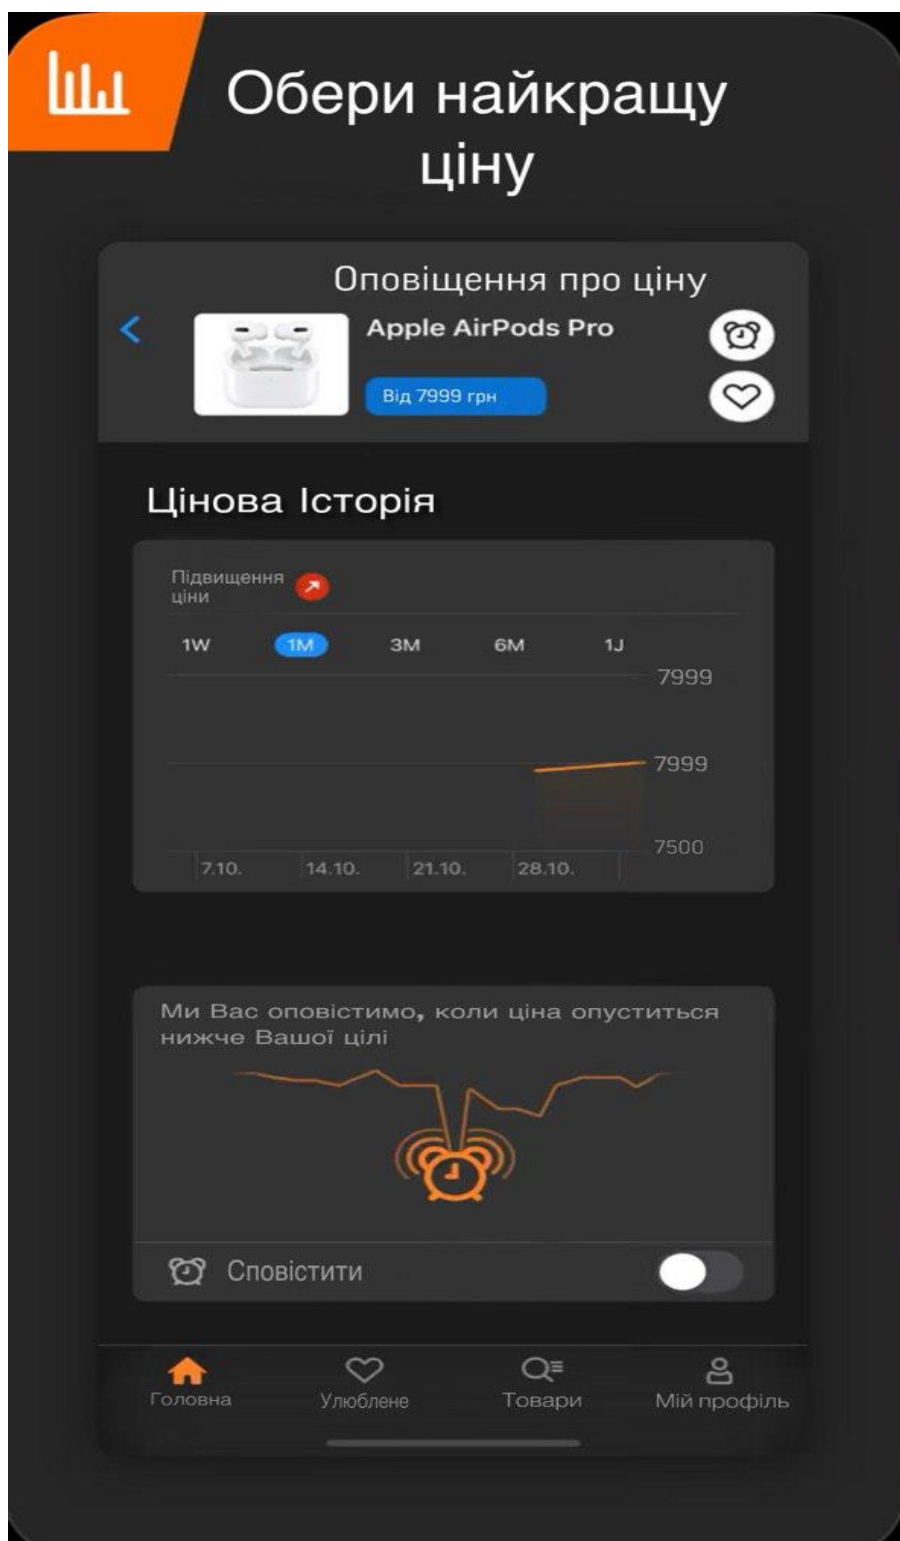 Обери найкращу
ціну
Оповіщення про ціну
Apple AirPods Pro
Від 7999 грн
Цінова Історія
Підвищення
ціни
1W 1M 3M 6M 1J
7999
7999
7500
7.10. 14.10. 21.10. 28.10.
Ми Вас оповістимо, коли ціна опуститься
нижче Вашої цілі
Сповістити
Головна Улюблене Товари Мій профіль